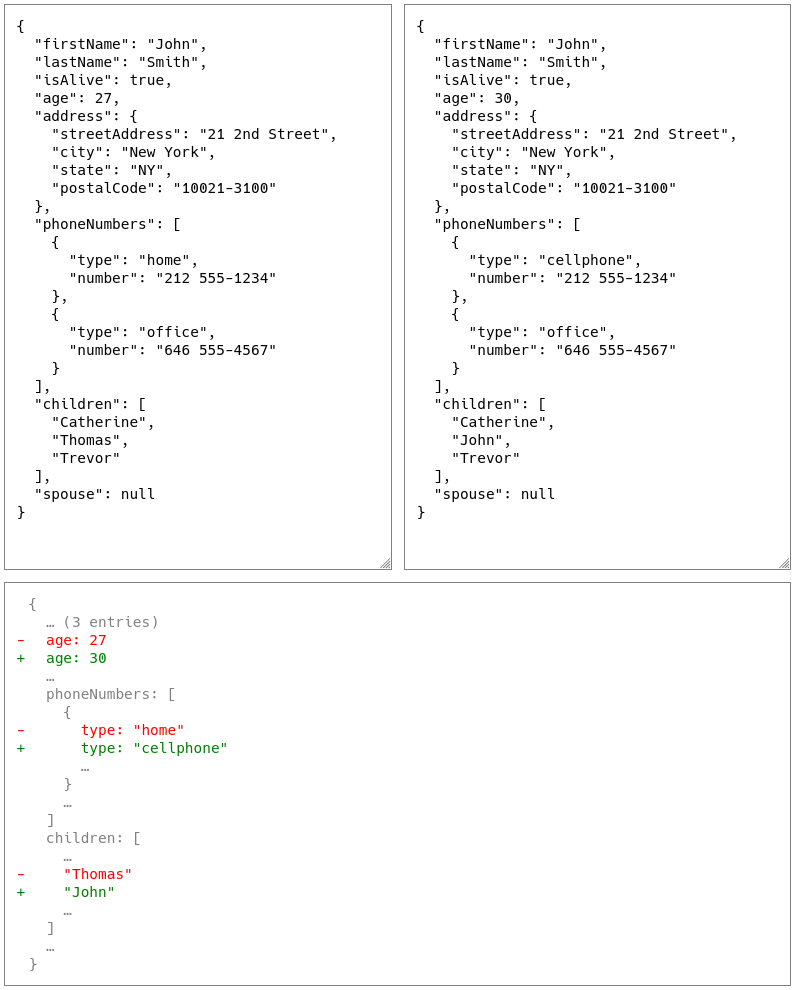 {
  "firstName": "John",
  "lastName": "Smith",
  "isAlive": true,
  "age": 27,
  "address": {
    "streetAddress": "21 2nd Street",
    "city": "New York",
    "state": "NY",
    "postalCode": "10021-3100"
  },
  "phoneNumbers": [
    {
      "type": "home",
      "number": "212 555-1234"
    },
    {
      "type": "office",
      "number": "646 555-4567"
    }
  ],
  "children": [
    "Catherine",
    "Thomas",
    "Trevor"
  ],
  "spouse": null
}
{
  "firstName": "John",
  "lastName": "Smith",
  "isAlive": true,
  "age": 30,
  "address": {
    "streetAddress": "21 2nd Street",
    "city": "New York",
    "state": "NY",
    "postalCode": "10021-3100"
  },
  "phoneNumbers": [
    {
      "type": "cellphone",
      "number": "212 555-1234"
    },
    {
      "type": "office",
      "number": "646 555-4567"
    }
  ],
  "children": [
    "Catherine",
    "John",
    "Trevor"
  ],
  "spouse": null
}
  {
    … (3 entries)
-   age: 27
+   age: 30
    …
    phoneNumbers: [
      {
-       type: "home"
+       type: "cellphone"
        …
      }
      …
    ]
    children: [
      …
-     "Thomas"
+     "John"
      …
    ]
    …
  }